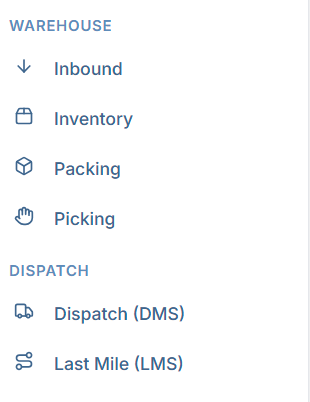 WAREHOUSE
Inbound
Inventory
Packing
Picking
DISPATCH
Dispatch (DMS)
Last Mile (LMS)